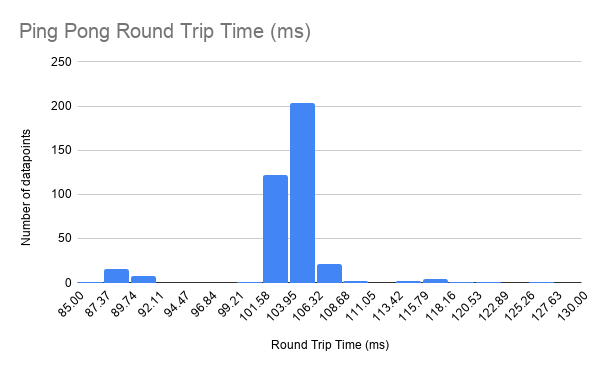 Ping Pong Round Trip Time (ms)
Number of datapoints
250
200
150
100
50
0
85.00 87.37 89.74 92.11 94.47 96.84 99.21 101.58 103.95 106.32 108.68 111.05 113.42 115.79 118.16 120.53 122.89 125.26 127.63 130.00
Round Trip Time (ms)